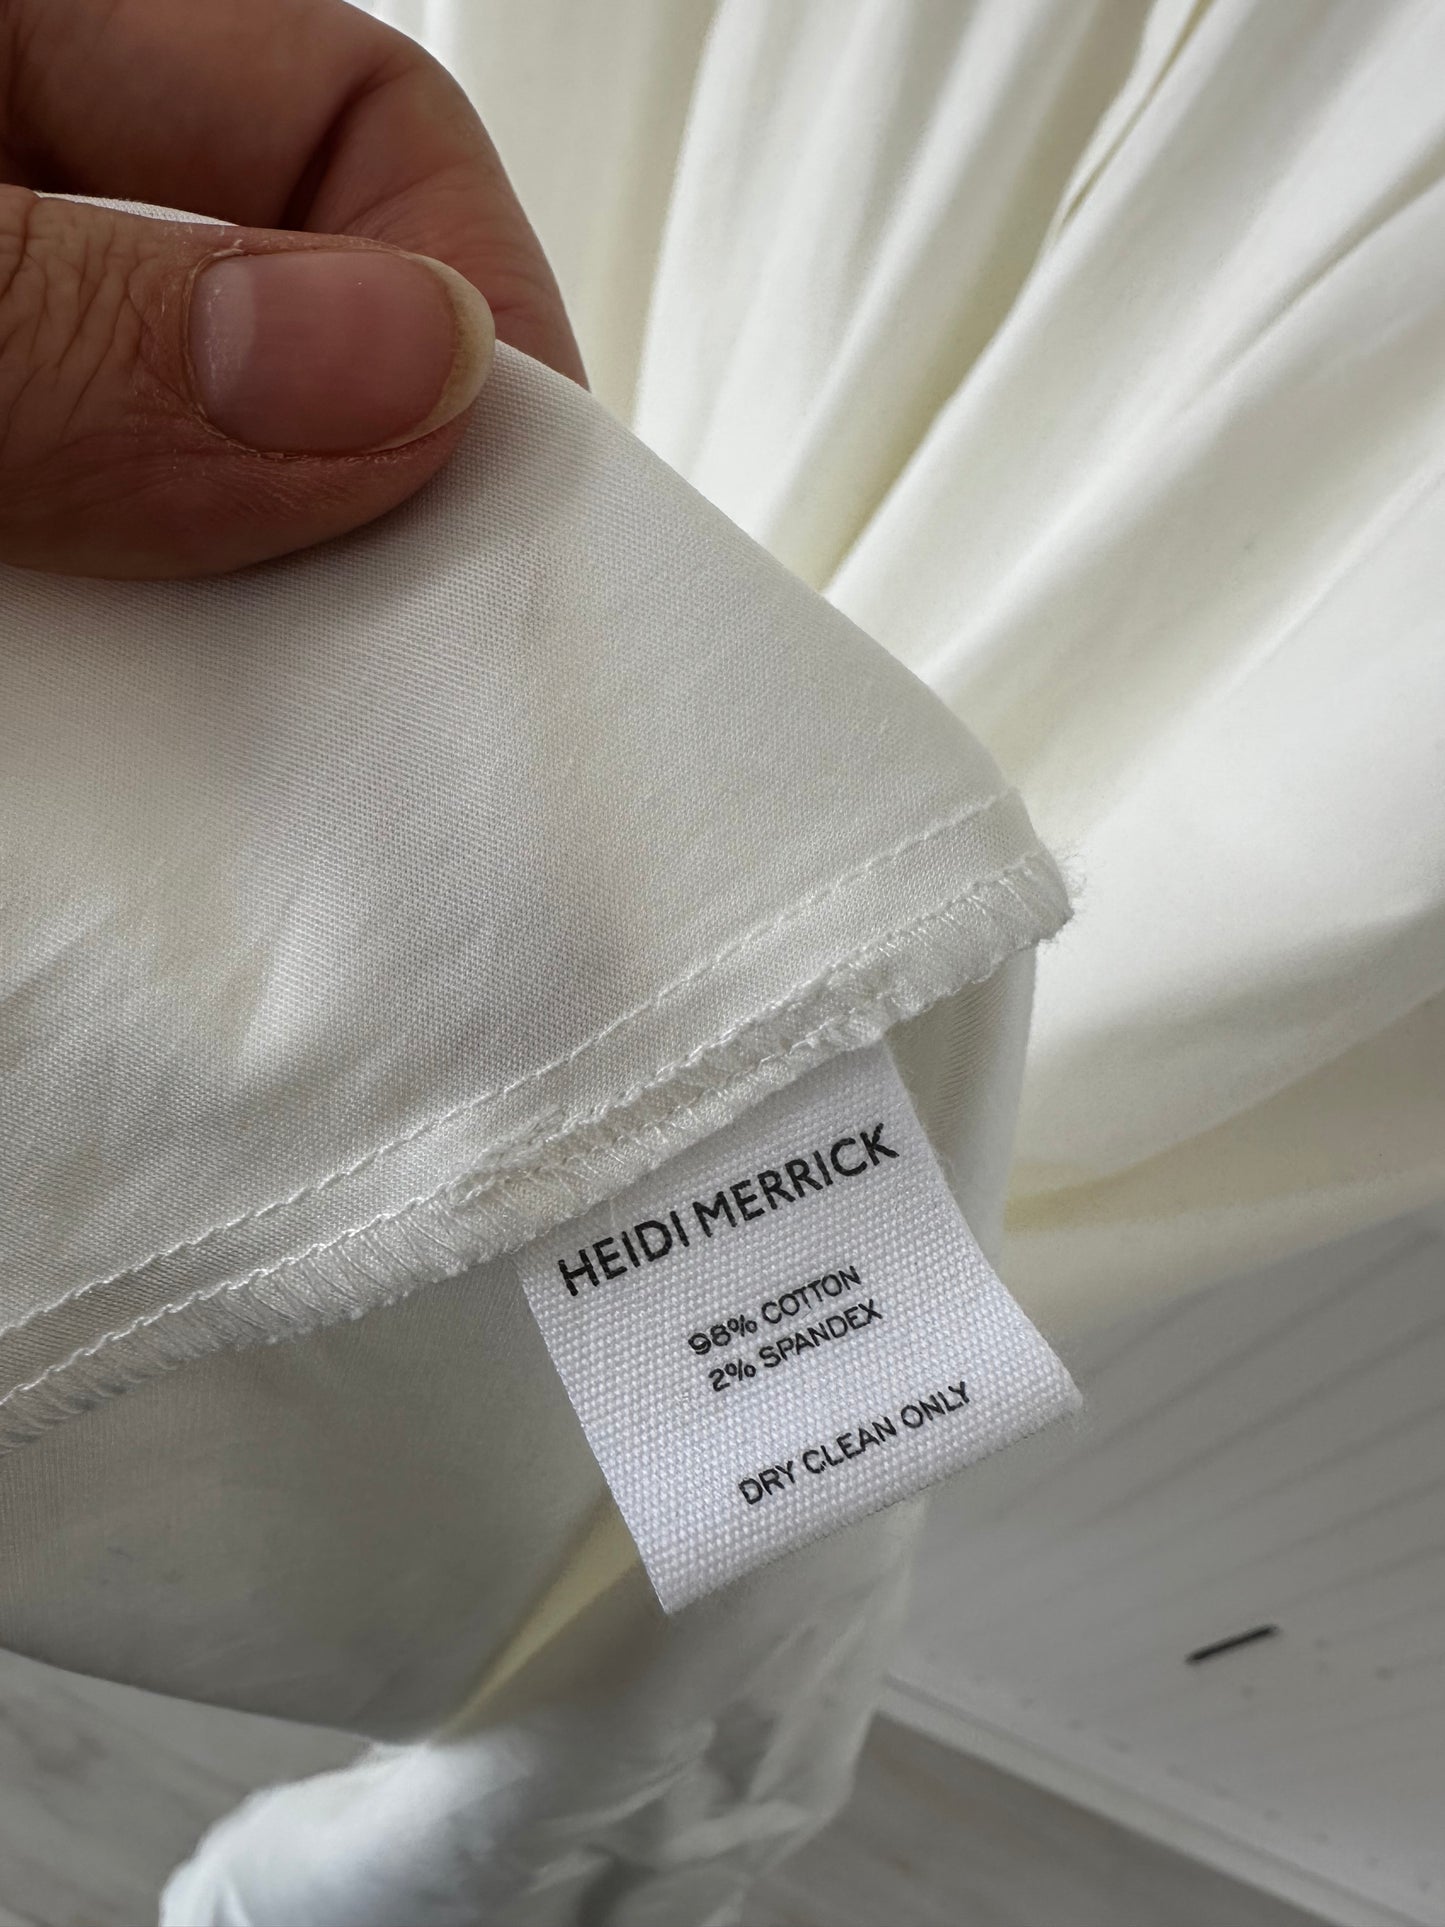 HEIDI MERRICK
98% COTTON
2% SPANDEX
DRY CLEAN ONLY